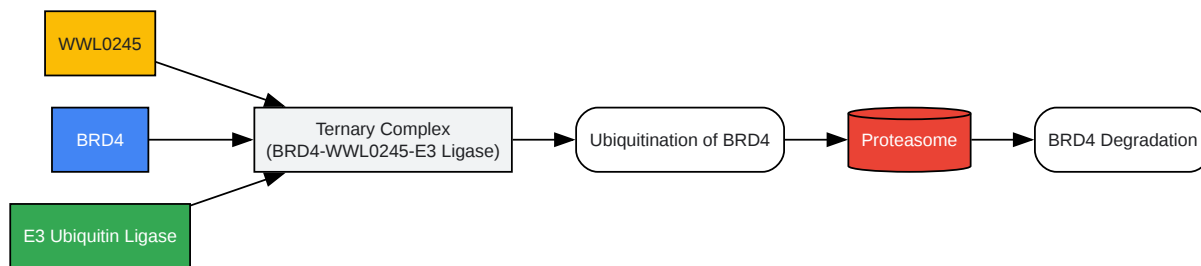 WWL0245
BRD4
E3 Ubiquitin Ligase
Ternary Complex
(BRD4-WWL0245-E3 Ligase)
Ubiquitination of BRD4
Proteasome
BRD4 Degradation